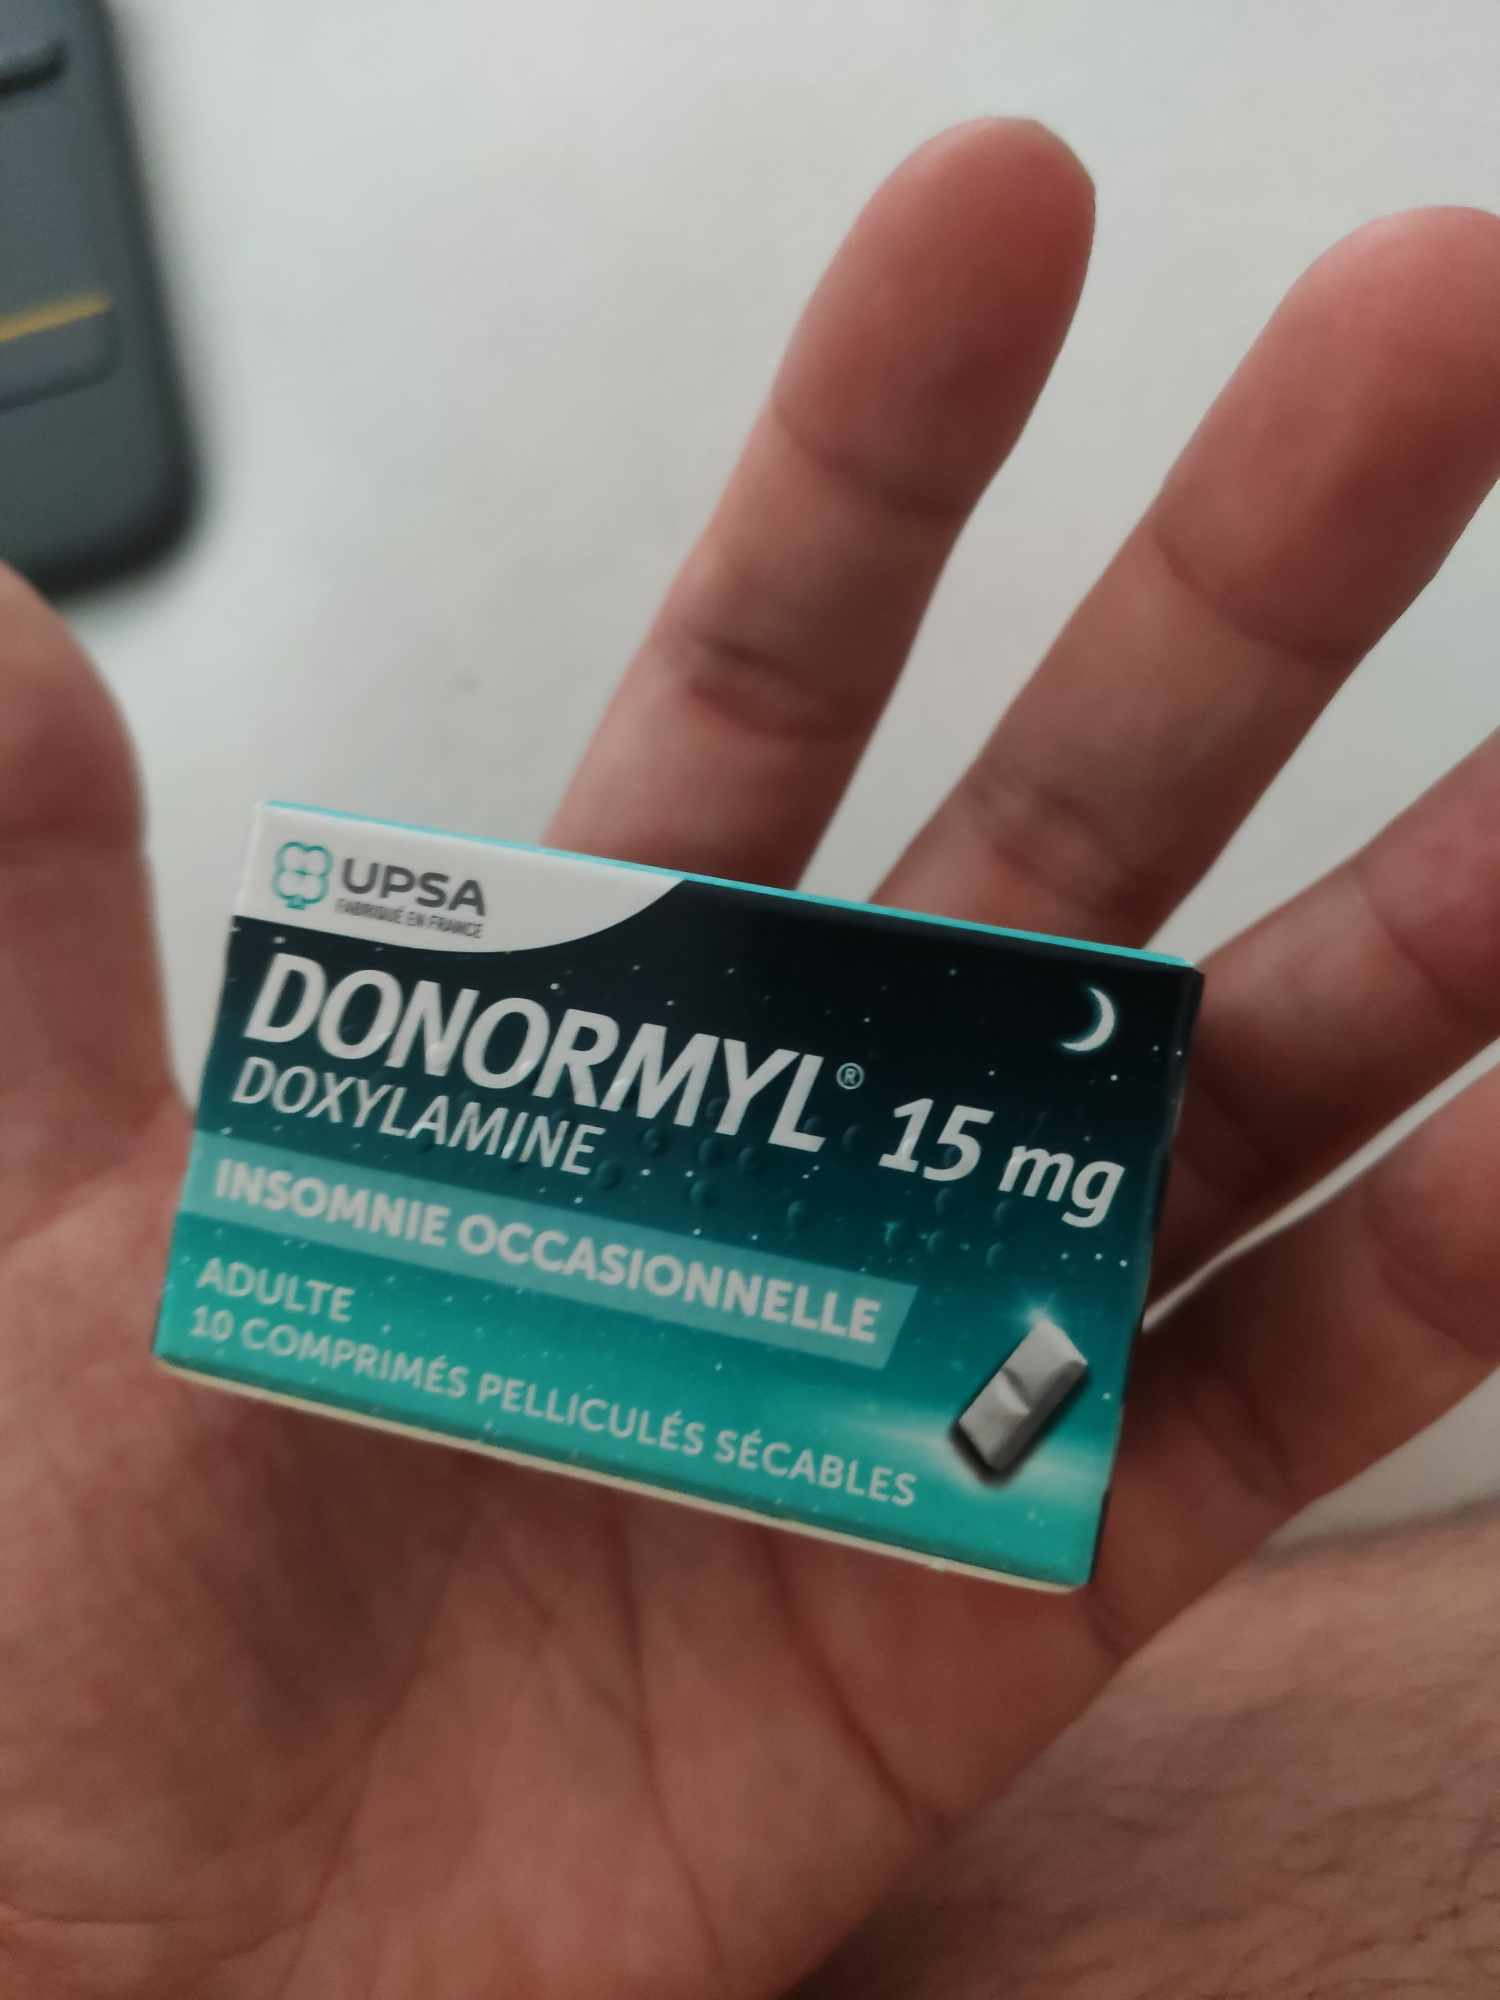 UPSA
FABRIQUÉ EN FRANCE
DONORMYL® 15 mg
DOXYLAMINE
INSOMNIE OCCASIONNELLE
ADULTE
10 COMPRIMÉS PELLICULÉS SÉCABLES